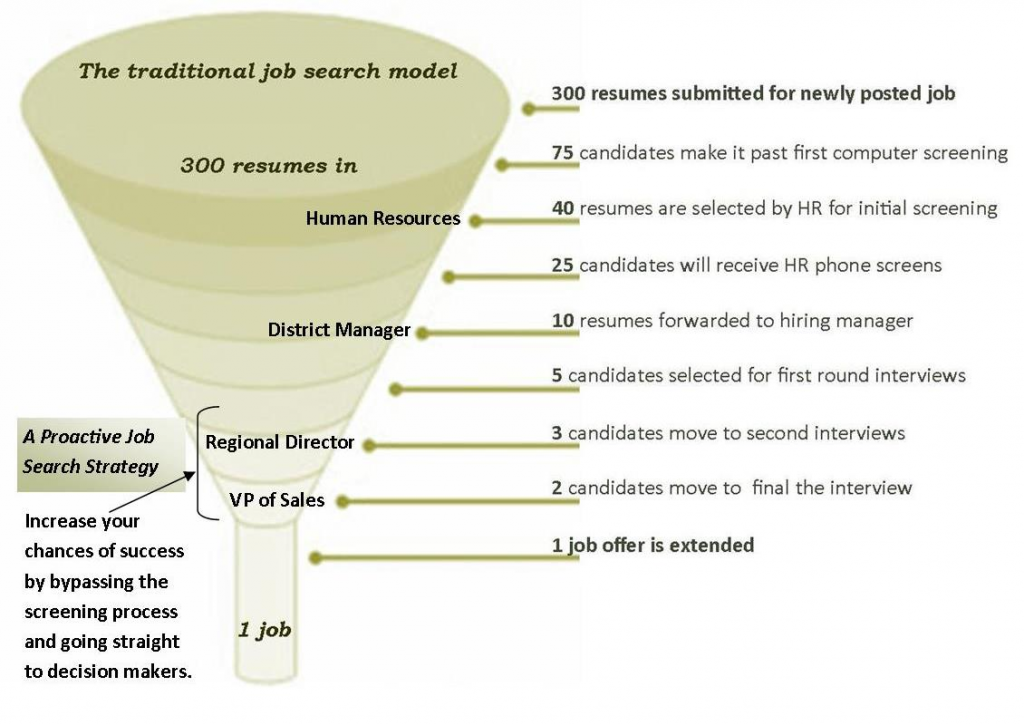 The traditional job search model
300 resumes submitted for newly posted job
75 candidates make it past first computer screening
300 resumes in
40 resumes are selected by HR for initial screening
Human Resources
25 candidates will receive HR phone screens
10 resumes forwarded to hiring manager
District Manager
5 candidates selected for first round interviews
3 candidates move to second interviews
Regional Director
2 candidates move to final the interview
VP of Sales
1 job offer is extended
1 job
A Proactive Job
Search Strategy
Increase your
chances of success
by bypassing the
screening process
and going straight
to decision makers.